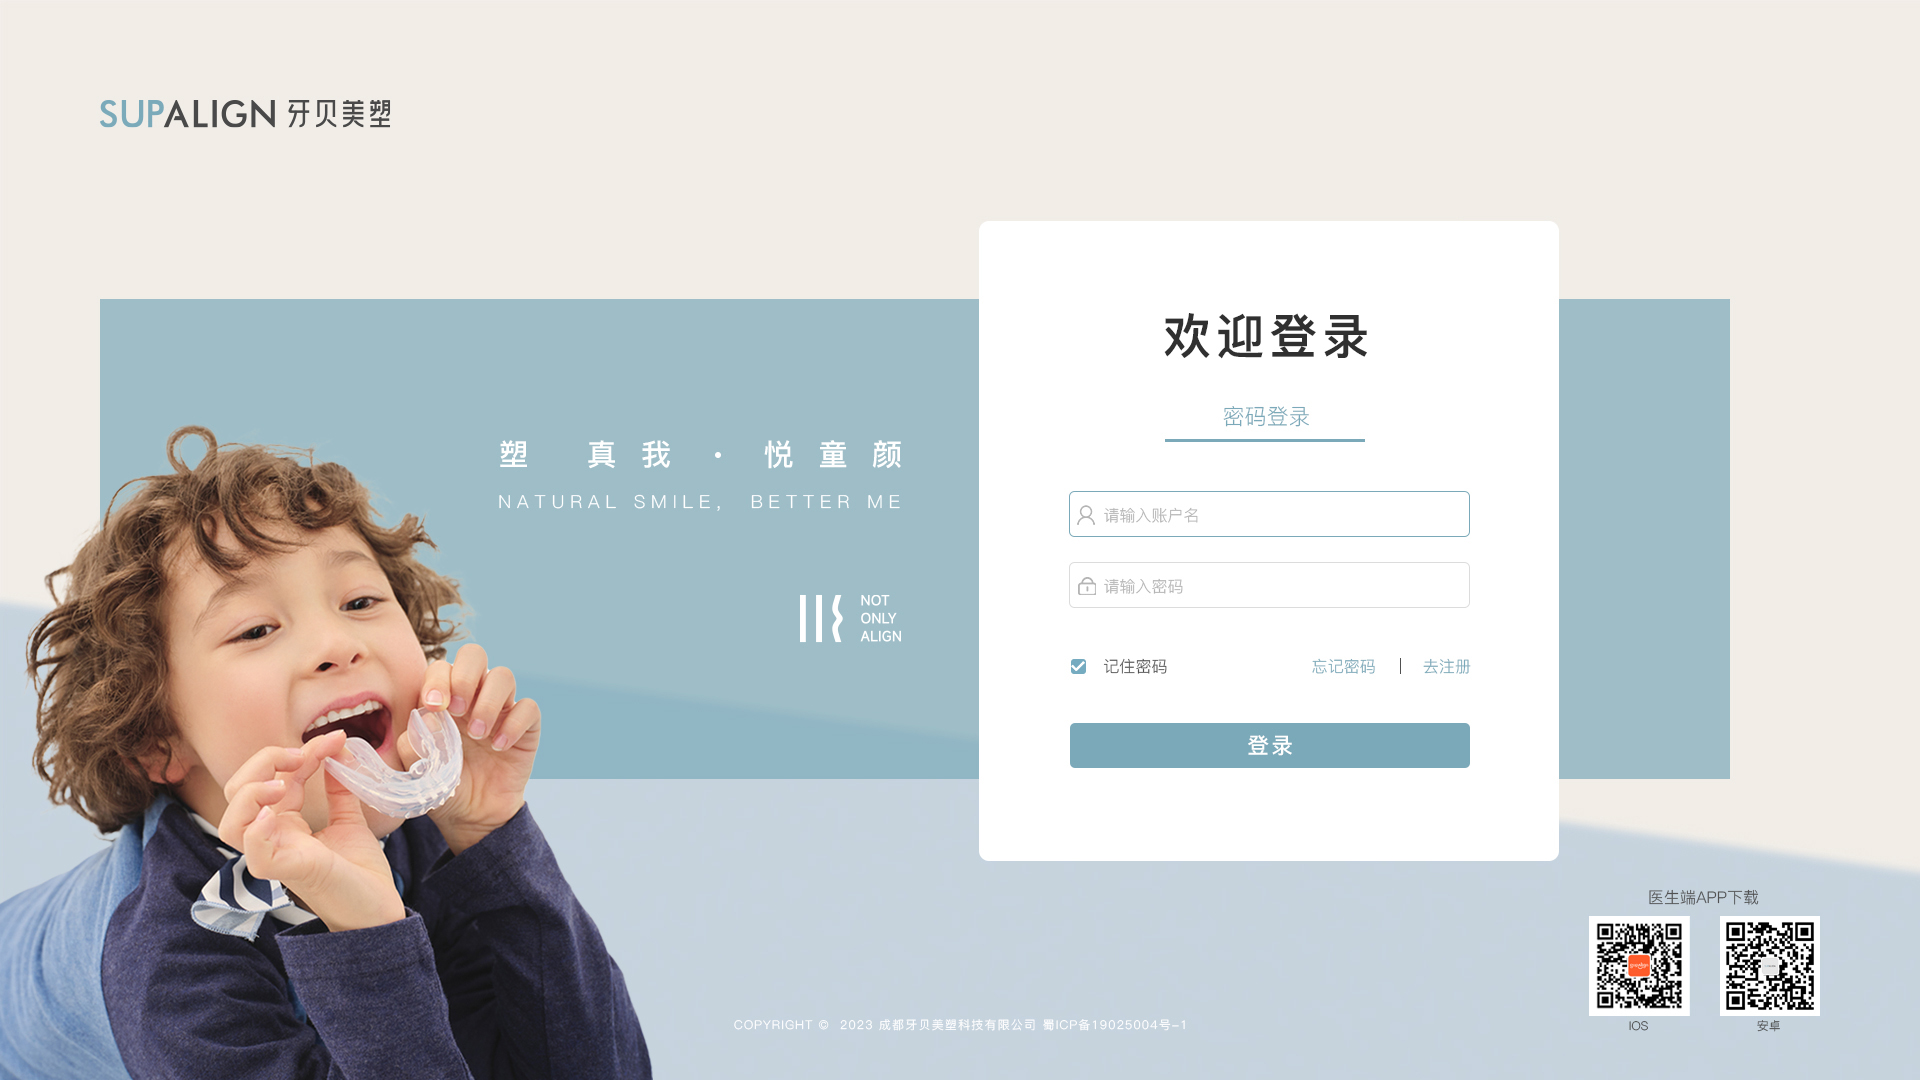 SUPALIGN 牙贝美塑
塑 真我·悦童颜
NATURAL SMILE, BETTER ME
NOT
ONLY
ALIGN
欢迎登录
密码登录
请输入账户名
请输入密码
记住密码 忘记密码 | 去注册
登录
医生端APP下载
IOS 安卓
COPYRIGHT © 2023 成都牙贝美塑科技有限公司 蜀ICP备19025004号-1